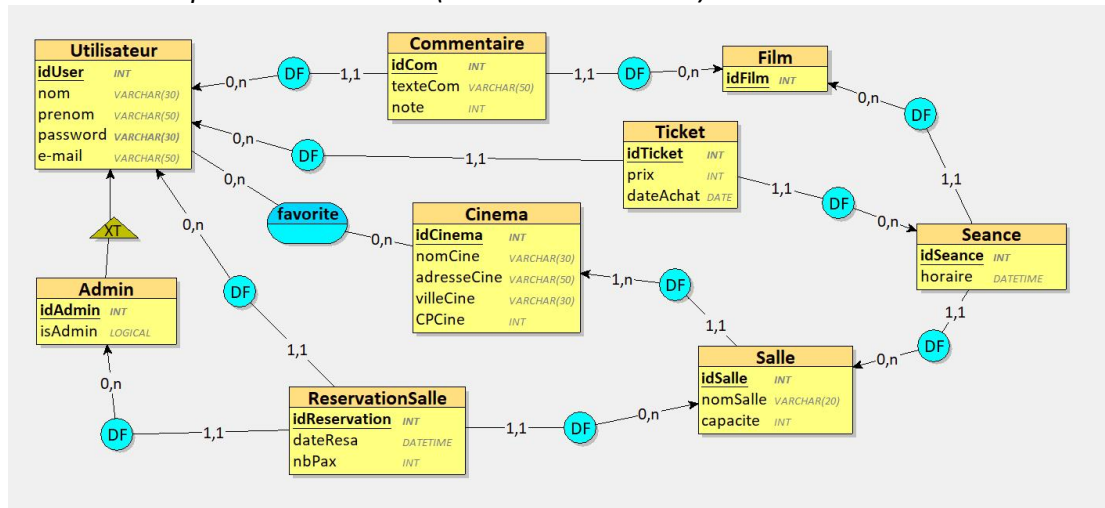 Utilisateur
idUser INT
nom VARCHAR(30)
prenom VARCHAR(50)
password VARCHAR(30)
e-mail VARCHAR(50)
0,n
DF
1,1
Commentaire
idCom INT
texteCom VARCHAR(50)
note INT
1,1
DF
0,n
Film
idFilm INT
0,n
DF
1,1
0,n
DF
1,1
Ticket
idTicket INT
prix INT
dateAchat DATE
1,1
DF
0,n
Seance
idSeance INT
horaire DATETIME
0,n
favorite
0,n
Cinema
idCinema INT
nomCine VARCHAR(30)
adresseCine VARCHAR(50)
villeCine VARCHAR(30)
CPCine INT
1,n
DF
1,1
XT
0,n
DF
1,1
Admin
idAdmin INT
isAdmin LOGICAL
1,1
DF
0,n
Salle
idSalle INT
nomSalle VARCHAR(20)
capacite INT
0,n
DF
1,1
ReservationSalle
idReservation INT
dateResa DATETIME
nbPax INT
1,1
DF
0,n